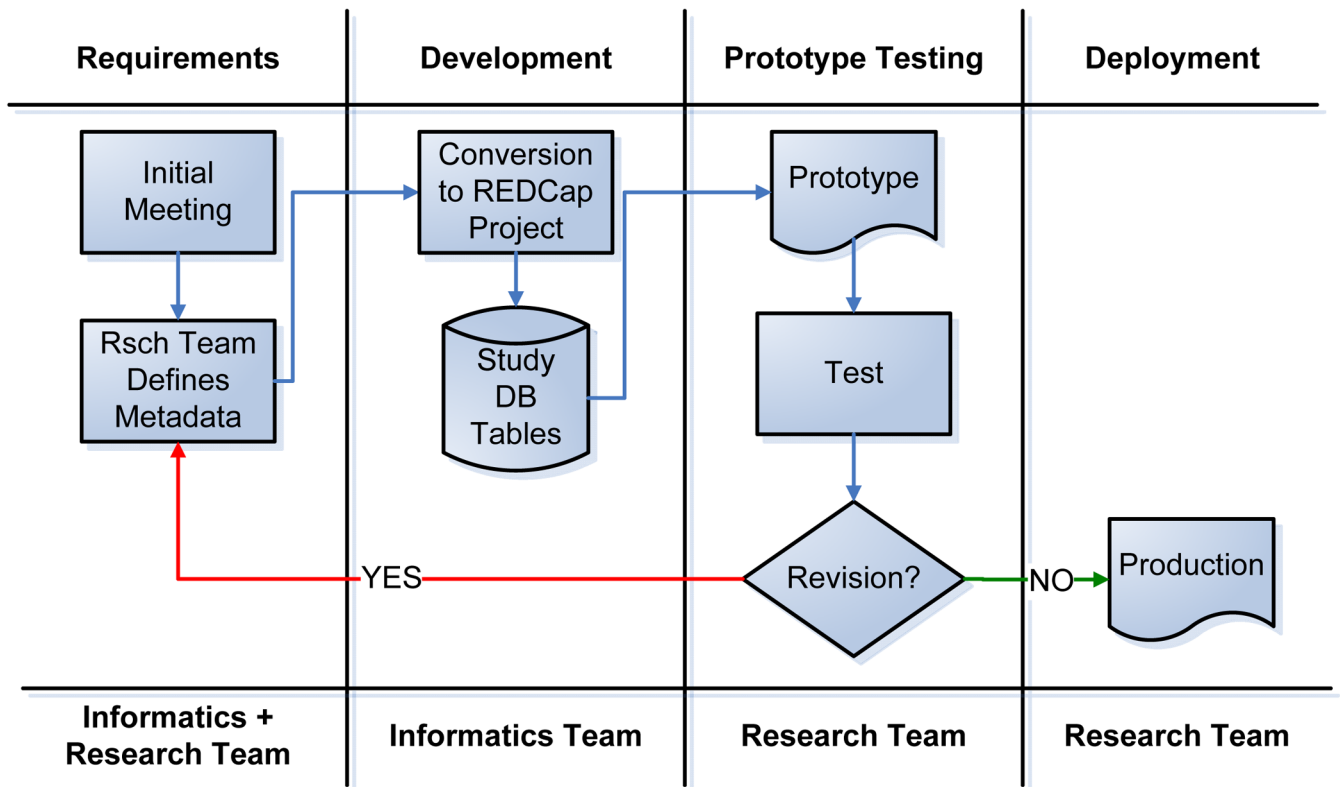 Requirements
Development
Prototype Testing
Deployment
Initial
Meeting
Conversion
to REDCap
Project
Prototype
Rsch Team
Defines
Metadata
Study
DB
Tables
Test
YES
Revision?
NO
Production
Informatics +
Research Team
Informatics Team
Research Team
Research Team